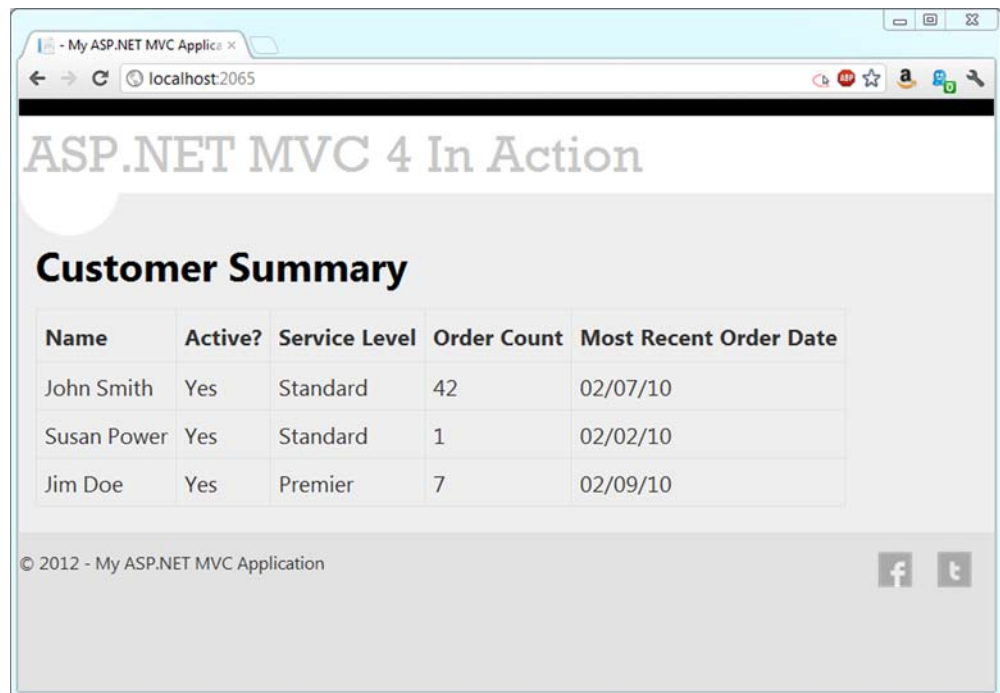 - My ASP.NET MVC Applica
localhost:2065
ABP
a
0
ASP.NET MVC 4 In Action
Customer Summary
Name Active? Service Level Order Count Most Recent Order Date
John Smith Yes Standard 42 02/07/10
Susan Power Yes Standard 1 02/02/10
Jim Doe Yes Premier 7 02/09/10
© 2012 - My ASP.NET MVC Application
f t